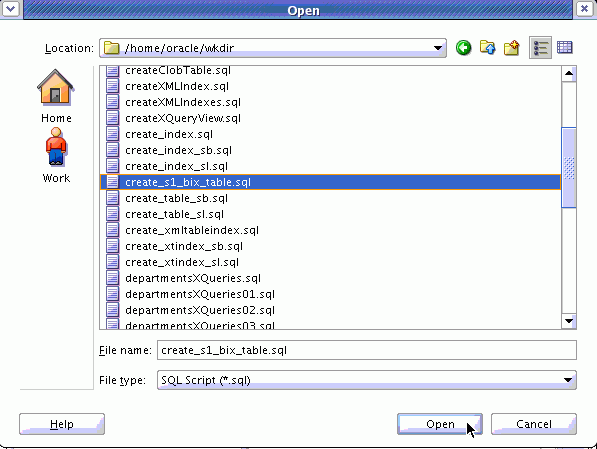 Open
Location: /home/oracle/wkdir
Home
Work
createClobTable.sql
createXMLIndex.sql
createXMLIndexes.sql
createXQueryView.sql
create_index.sql
create_index_sb.sql
create_index_sl.sql
create_s1_bix_table.sql
create_table_sb.sql
create_table_sl.sql
create_xmltableindex.sql
create_xtindex_sb.sql
create_xtindex_sl.sql
departmentsXQueries.sql
departmentsXQueries01.sql
departmentsXQueries02.sql
departmentsXQueries03.sql
File name: create_s1_bix_table.sql
File type: SQL Script (*.sql)
Help Open Cancel